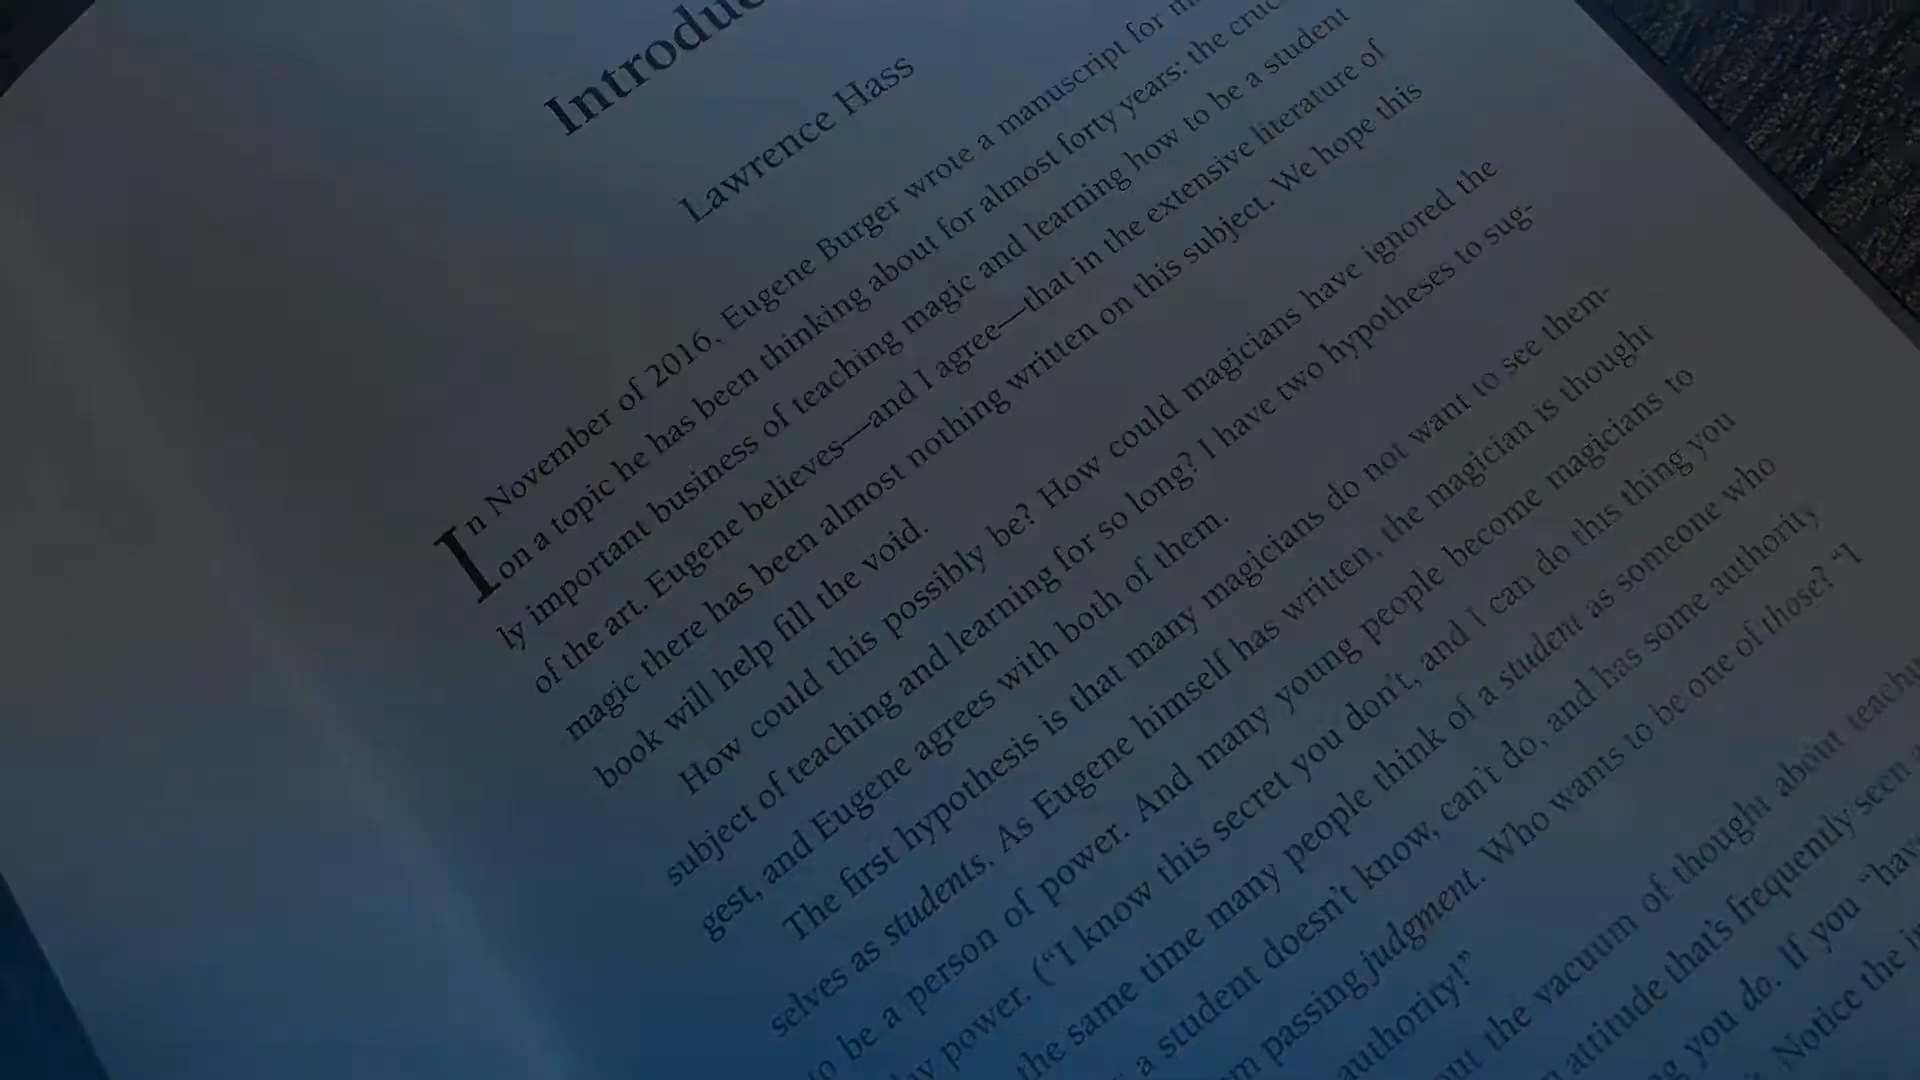 Introduc
Lawrence Hass
In November of 2016, Eugene Burger wrote a manuscript for
on a topic he has been thinking about for almost forty years: the cruc
ly important business of teaching magic and learning how to be a student
of the art. Eugene believes—and I agree—that in the extensive literature of
magic there has been almost nothing written on this subject. We hope this
book will help fill the void.
How could this possibly be? How could magicians have ignored the
subject of teaching and learning for so long? I have two hypotheses to sug-
gest, and Eugene agrees with both of them.
The first hypothesis is that many magicians do not want to see them-
selves as students. As Eugene himself has written, the magician is thought
to be a person of power. And many young people become magicians to
power. (“I know this secret you don’t, and I can do this thing you
the same time many people think of a student as someone who
a student doesn’t know, can’t do, and has some authority
passing judgment. Who wants to be one of those? “I
authority!”
the vacuum of thought about teachi
attitude that’s frequently seen
you do. If you “have
Notice the